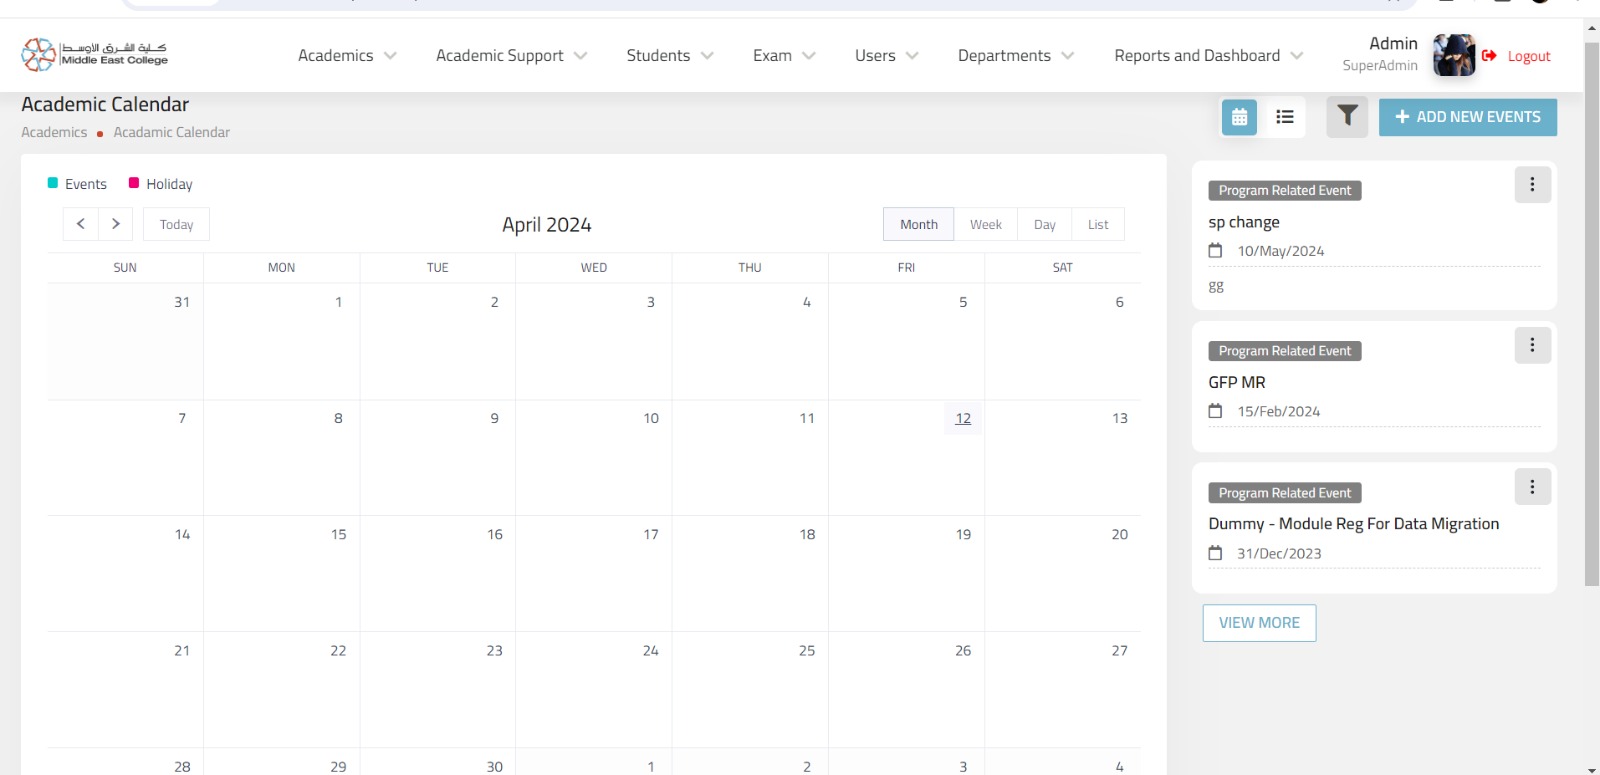 كلية الشرق الأوسط
Middle East College
Academics
Academic Support
Students
Exam
Users
Departments
Reports and Dashboard
Admin
SuperAdmin
Logout
Academic Calendar
Academics • Acadamic Calendar
+ ADD NEW EVENTS
Events
Holiday
< > Today
April 2024
Month Week Day List
SUN MON TUE WED THU FRI SAT
31 1 2 3 4 5 6
7 8 9 10 11 12 13
14 15 16 17 18 19 20
21 22 23 24 25 26 27
28 29 30 1 2 3 4
Program Related Event
sp change
10/May/2024
gg
Program Related Event
GFP MR
15/Feb/2024
Program Related Event
Dummy - Module Reg For Data Migration
31/Dec/2023
VIEW MORE